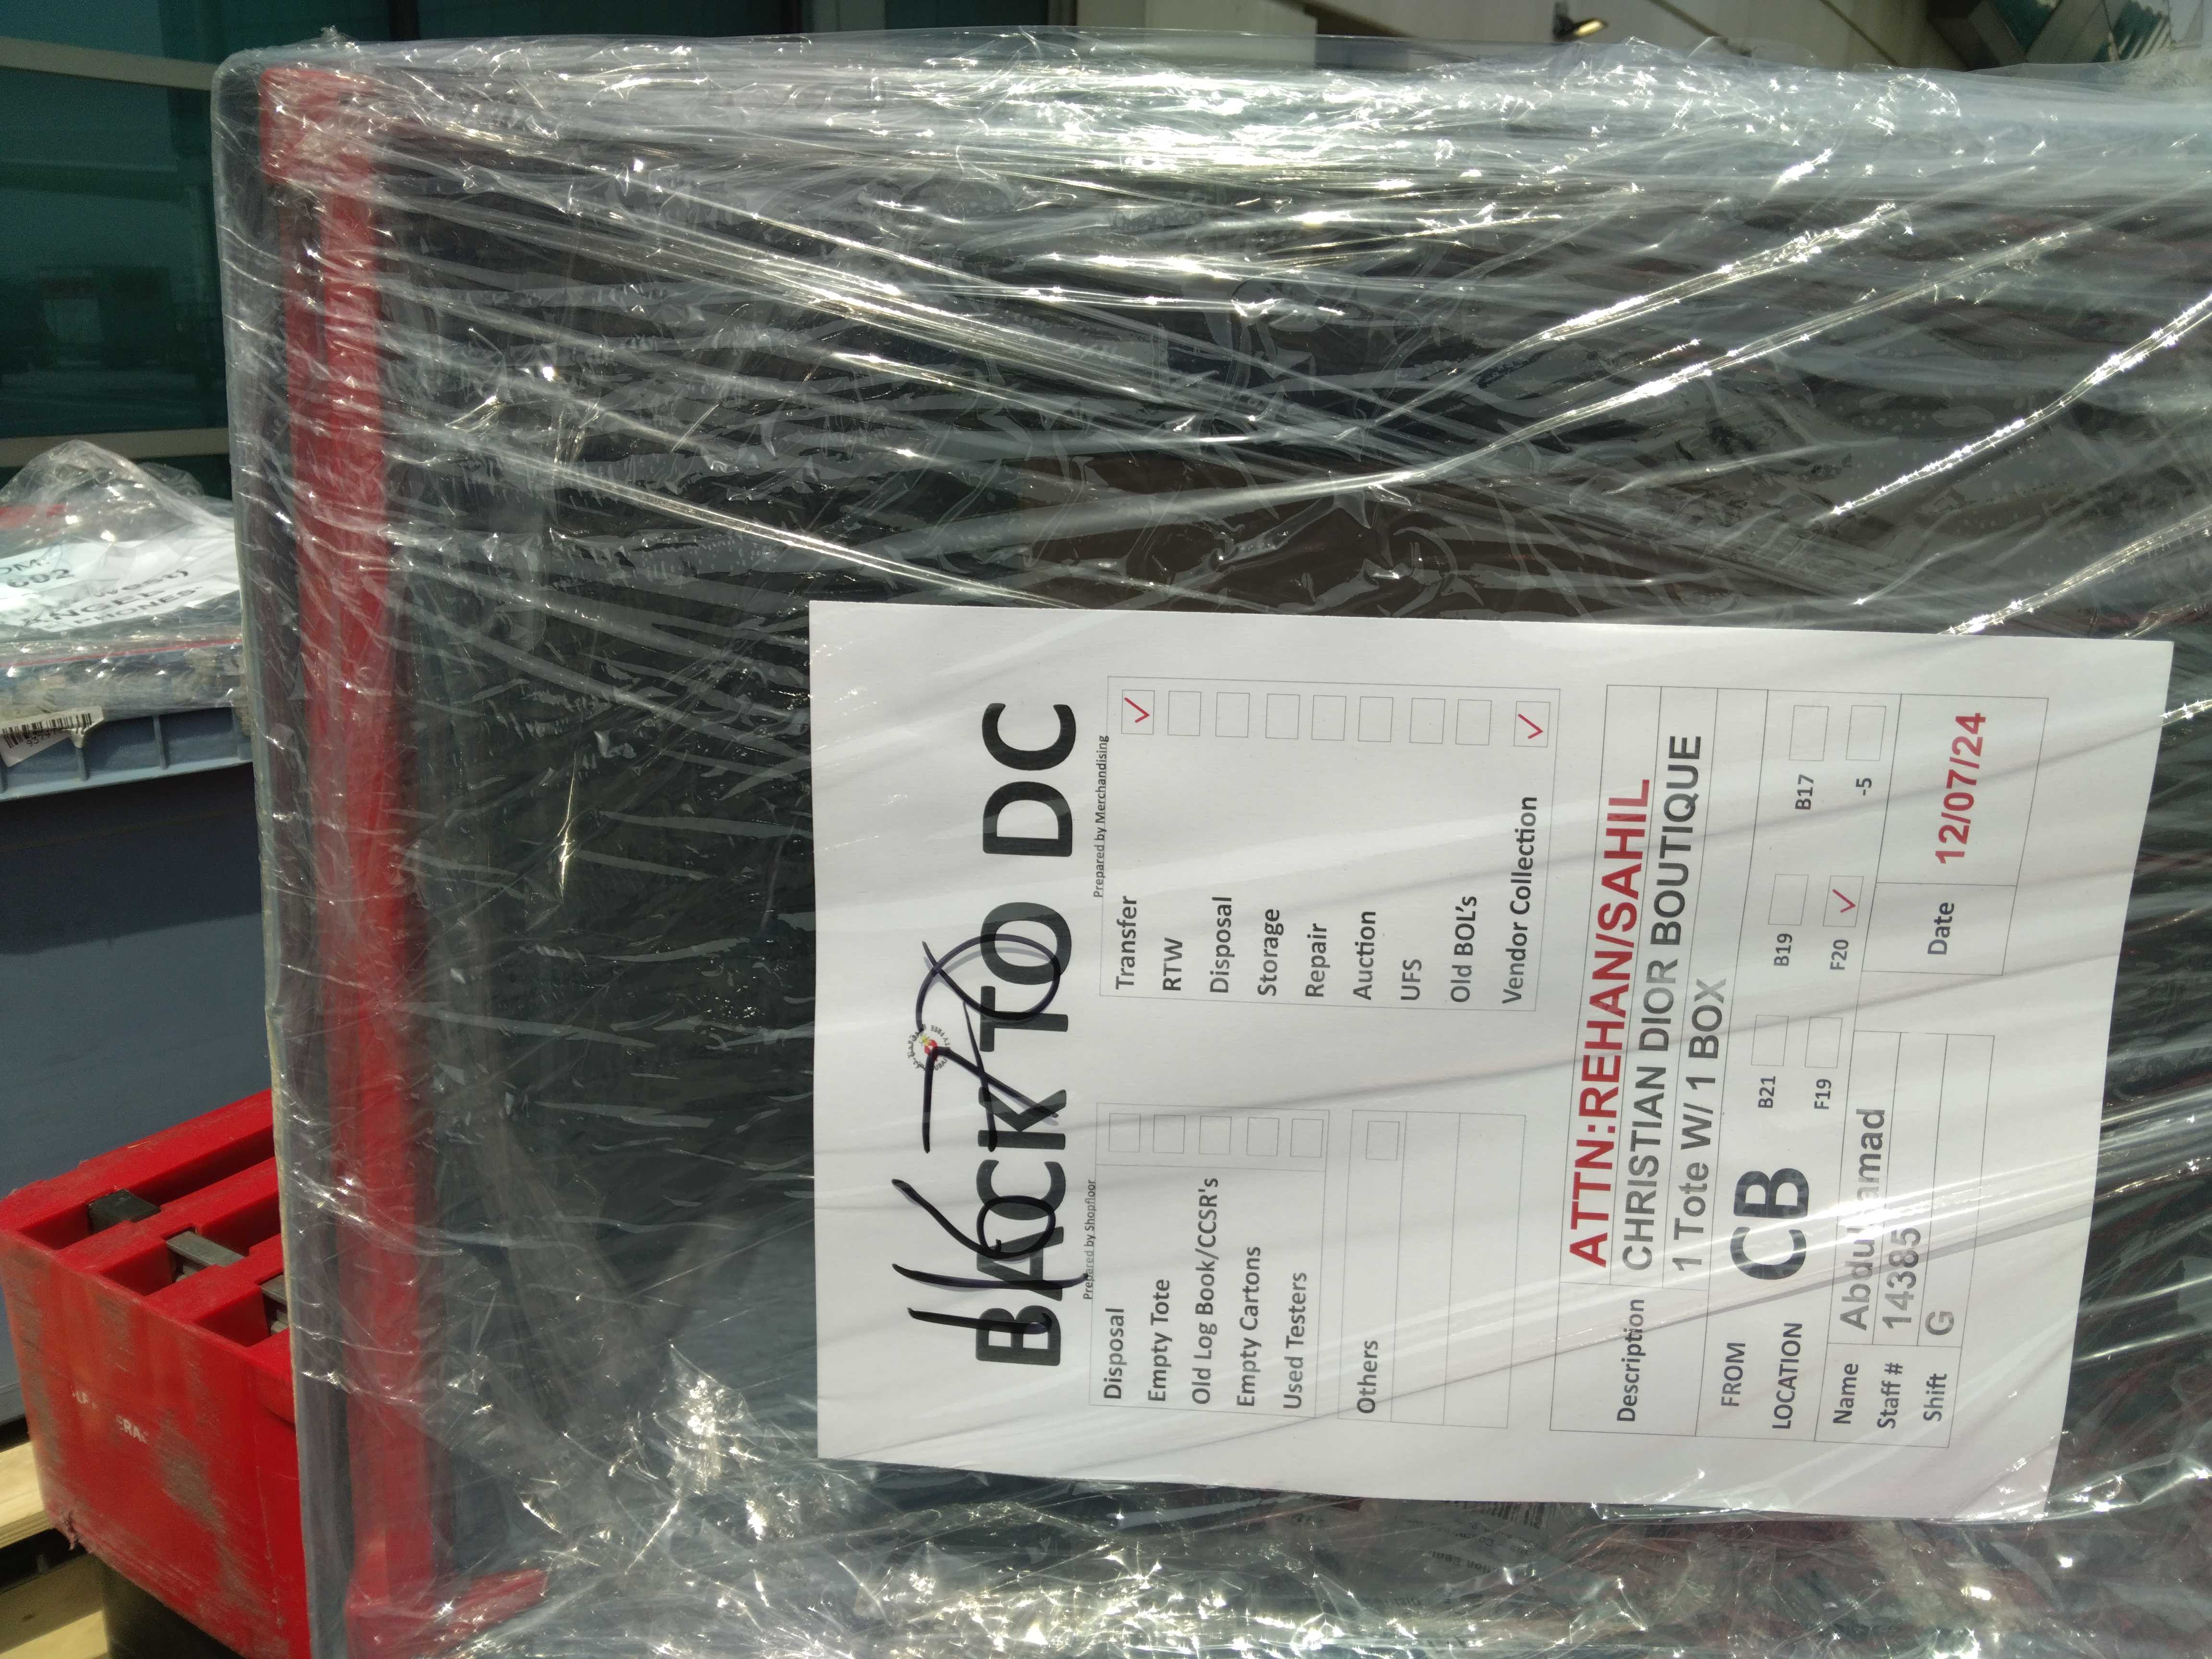 BACK TO DC
Prepared by Shopfloor
Disposal
Empty Tote
Old Log Book/CCSR's
Empty Cartons
Used Testers
Others
Prepared by Merchandising
Transfer ✓
RTW
Disposal
Storage
Repair
Auction
UFS
Old BOL's
Vendor Collection ✓
ATTN:REHAN/SAHIL
Description CHRISTIAN DIOR BOUTIQUE
1 Tote W/ 1 BOX
FROM LOCATION CB
B21 B19 B17
F19 F20 ✓ -5
Name
Staff # 14385
Shift G
Date 12/07/24